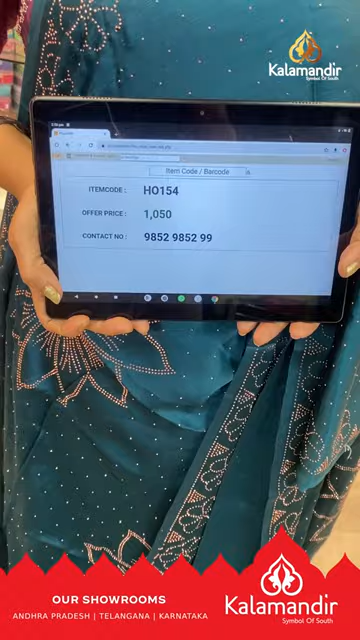 Kalamandir
Symbol Of South
Item Code / Barcode
ITEMCODE : HO154
OFFER PRICE : 1,050
CONTACT NO : 9852 9852 99
OUR SHOWROOMS
ANDHRA PRADESH | TELANGANA | KARNATAKA
Kalamandir
Symbol Of South